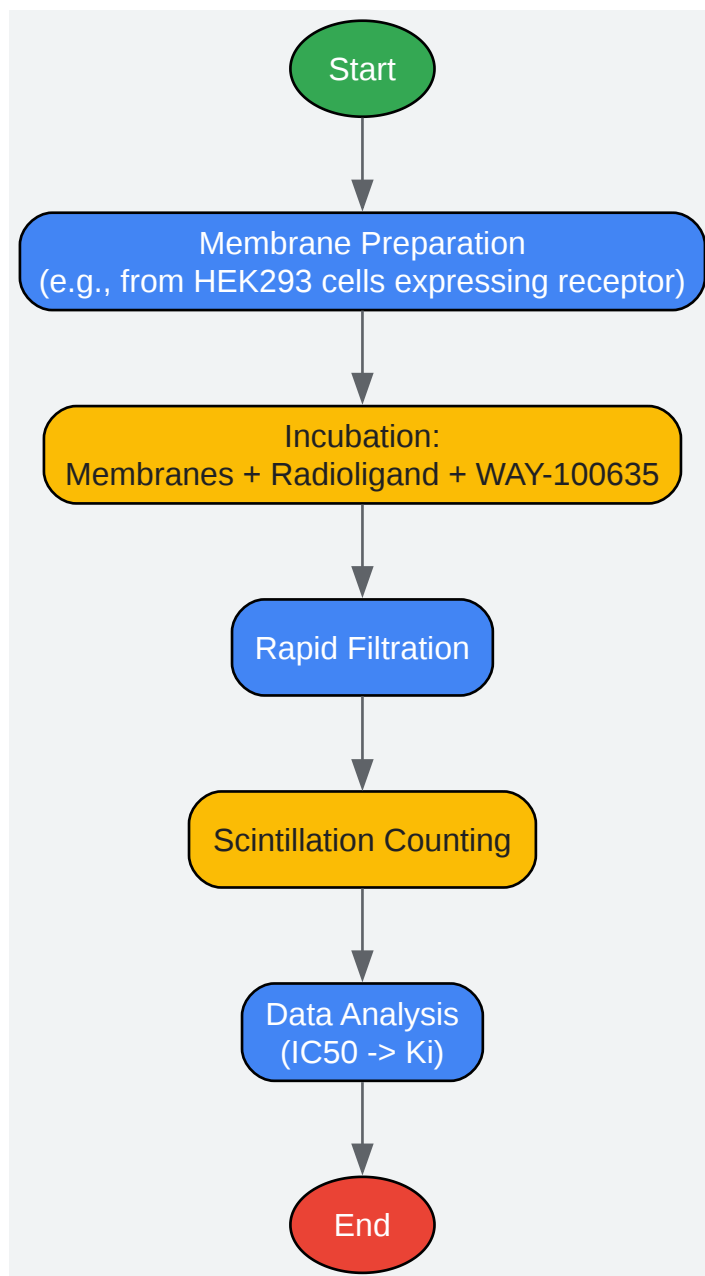 Start
Membrane Preparation
(e.g., from HEK293 cells expressing receptor)
Incubation:
Membranes + Radioligand + WAY-100635
Rapid Filtration
Scintillation Counting
Data Analysis
(IC50 -> Ki)
End